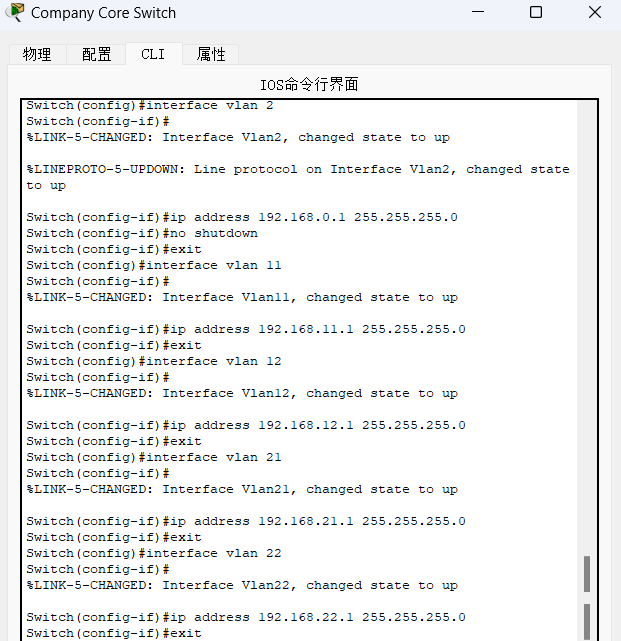 Company Core Switch
物理 配置 CLI 属性
IOS命令行界面
Switch(config)#interface vlan 2
Switch(config-if)#
%LINK-5-CHANGED: Interface Vlan2, changed state to up
%LINEPROTO-5-UPDOWN: Line protocol on Interface Vlan2, changed state
to up
Switch(config-if)#ip address 192.168.0.1 255.255.255.0
Switch(config-if)#no shutdown
Switch(config-if)#exit
Switch(config)#interface vlan 11
Switch(config-if)#
%LINK-5-CHANGED: Interface Vlan11, changed state to up
Switch(config-if)#ip address 192.168.11.1 255.255.255.0
Switch(config-if)#exit
Switch(config)#interface vlan 12
Switch(config-if)#
%LINK-5-CHANGED: Interface Vlan12, changed state to up
Switch(config-if)#ip address 192.168.12.1 255.255.255.0
Switch(config-if)#exit
Switch(config)#interface vlan 21
Switch(config-if)#
%LINK-5-CHANGED: Interface Vlan21, changed state to up
Switch(config-if)#ip address 192.168.21.1 255.255.255.0
Switch(config-if)#exit
Switch(config)#interface vlan 22
Switch(config-if)#
%LINK-5-CHANGED: Interface Vlan22, changed state to up
Switch(config-if)#ip address 192.168.22.1 255.255.255.0
Switch(config-if)#exit